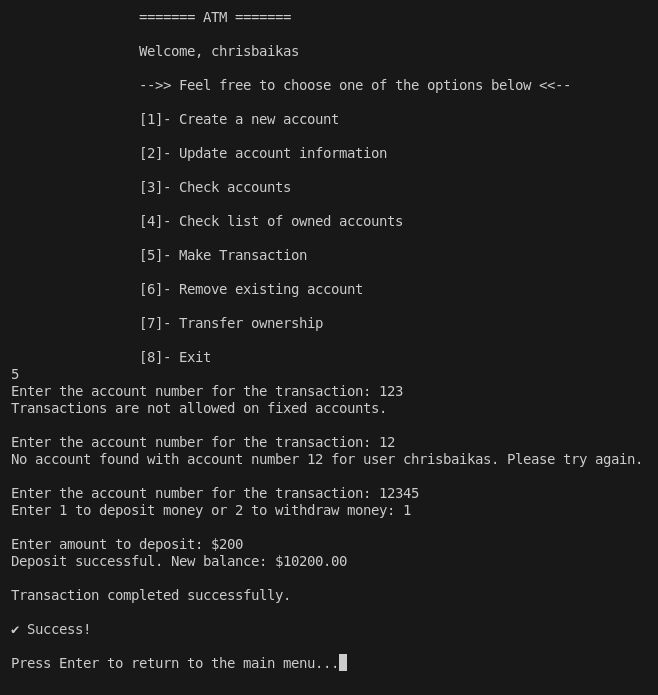 ======= ATM =======
Welcome, chrisbaikas
-->> Feel free to choose one of the options below <<--
[1]- Create a new account
[2]- Update account information
[3]- Check accounts
[4]- Check list of owned accounts
[5]- Make Transaction
[6]- Remove existing account
[7]- Transfer ownership
[8]- Exit
5
Enter the account number for the transaction: 123
Transactions are not allowed on fixed accounts.
Enter the account number for the transaction: 12
No account found with account number 12 for user chrisbaikas. Please try again.
Enter the account number for the transaction: 12345
Enter 1 to deposit money or 2 to withdraw money: 1
Enter amount to deposit: $200
Deposit successful. New balance: $10200.00
Transaction completed successfully.
✔ Success!
Press Enter to return to the main menu...